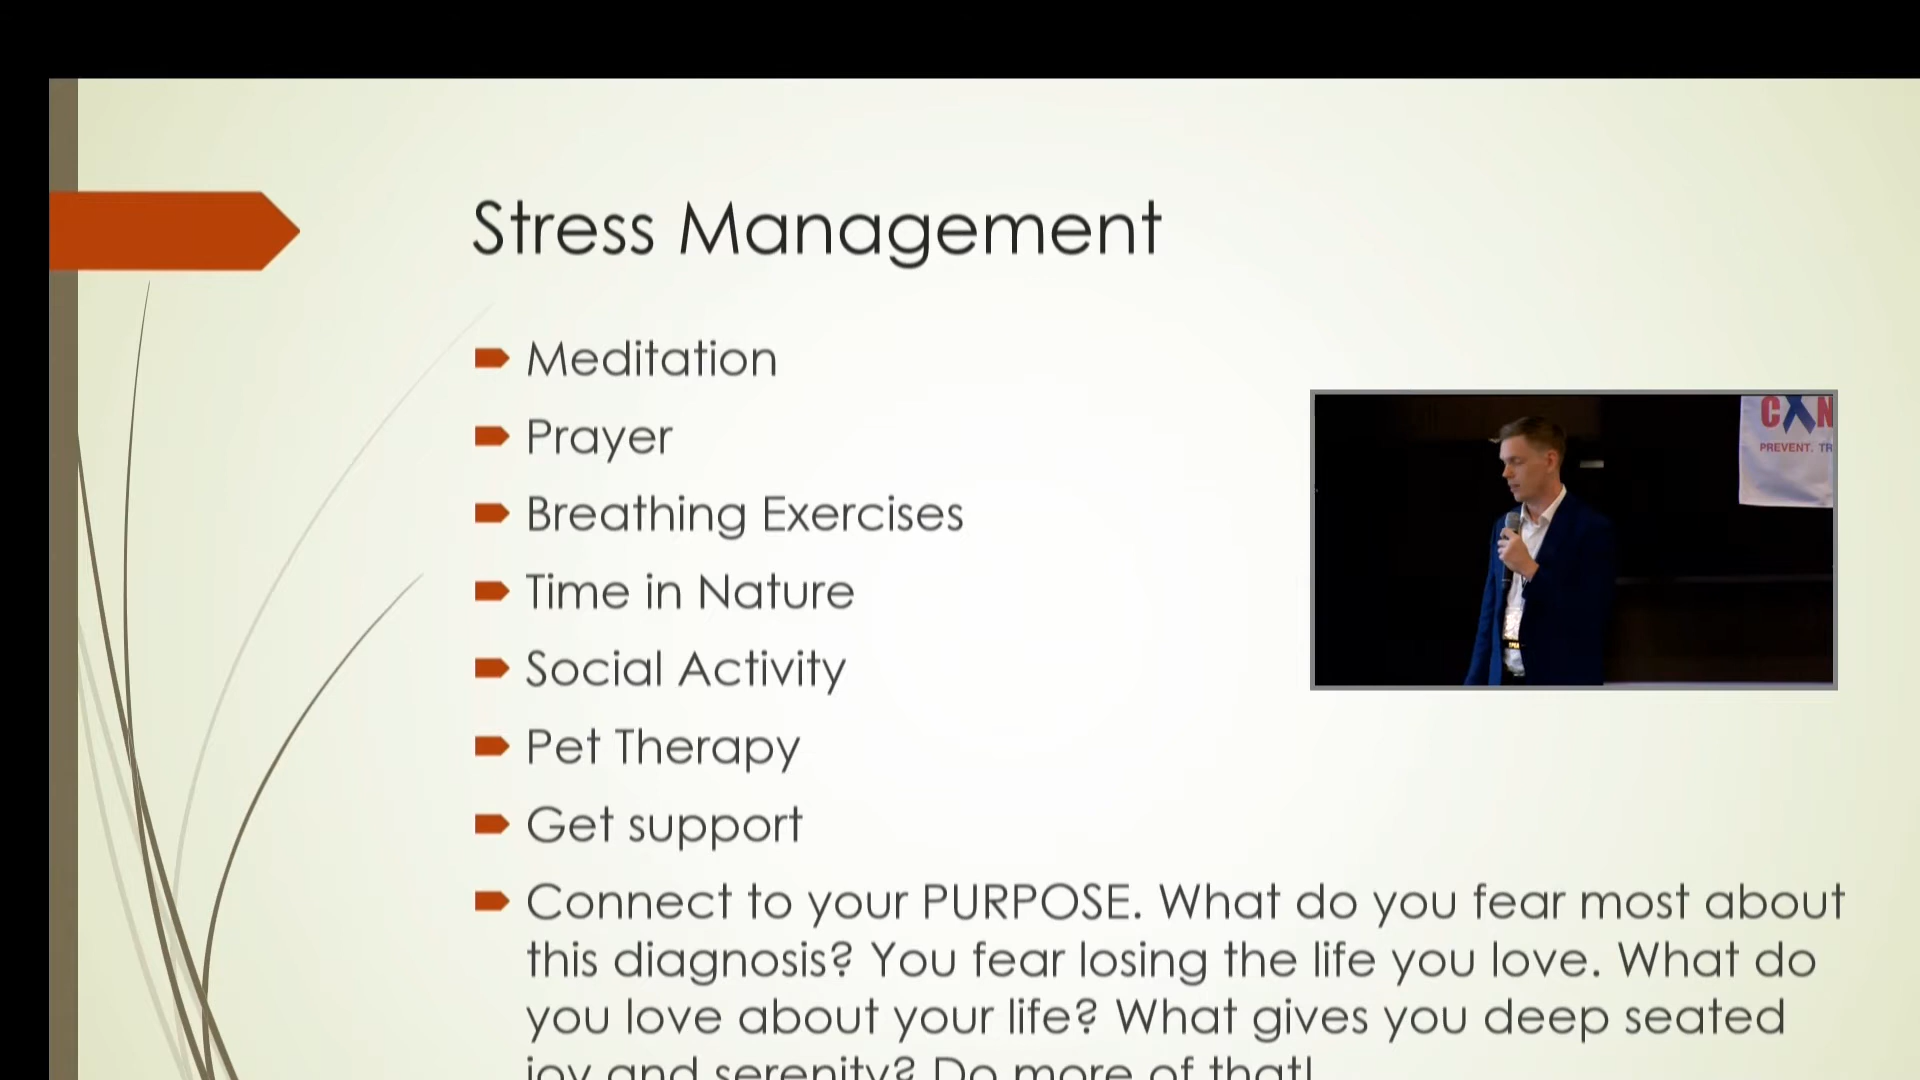 Stress Management
Meditation
Prayer
Breathing Exercises
Time in Nature
Social Activity
Pet Therapy
Get support
Connect to your PURPOSE. What do you fear most about
this diagnosis? You fear losing the life you love. What do
you love about your life? What gives you deep seated
joy and serenity? Do more of that!
PREVENT.